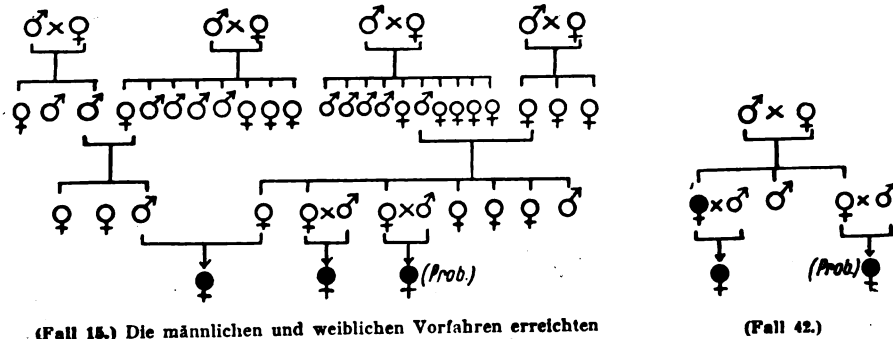 (Prob.)
(Prob.)
(Fall 15.) Die männlichen und weiblichen Vorfahren erreichten
(Fall 42.)